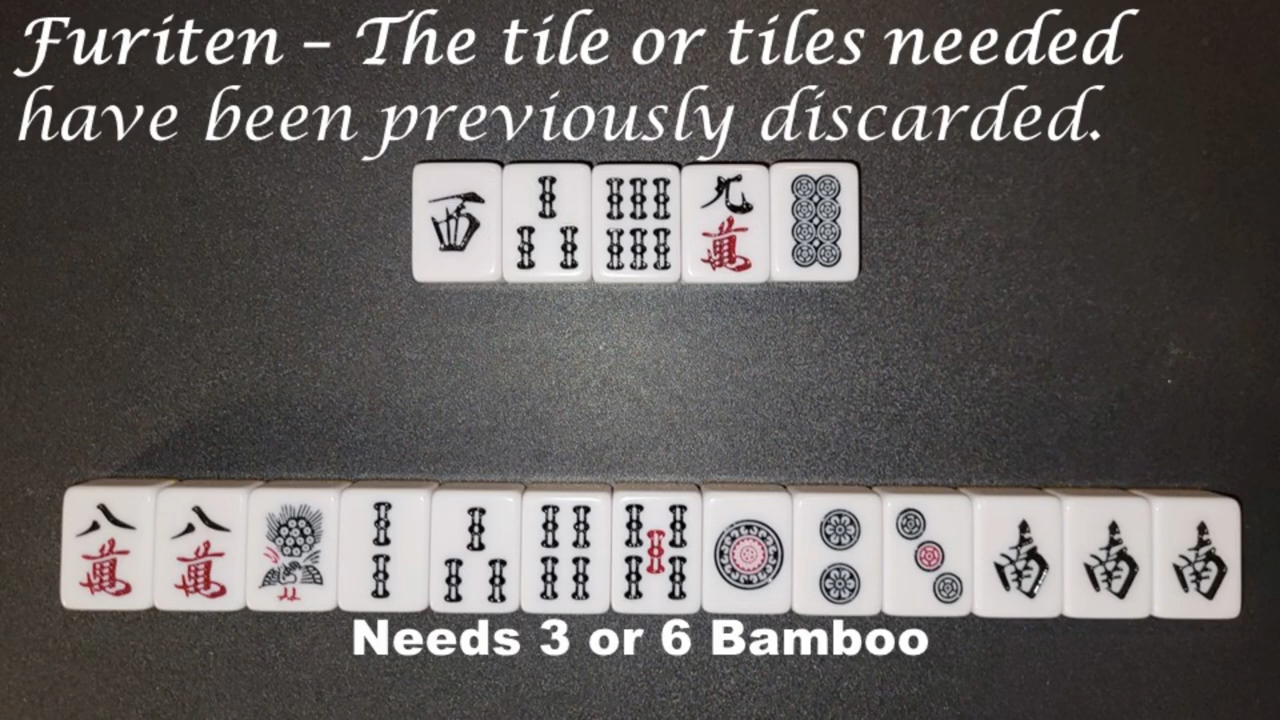 Furiten – The tile or tiles needed
have been previously discarded.
西 九萬
八萬 八萬 南 南 南
Needs 3 or 6 Bamboo